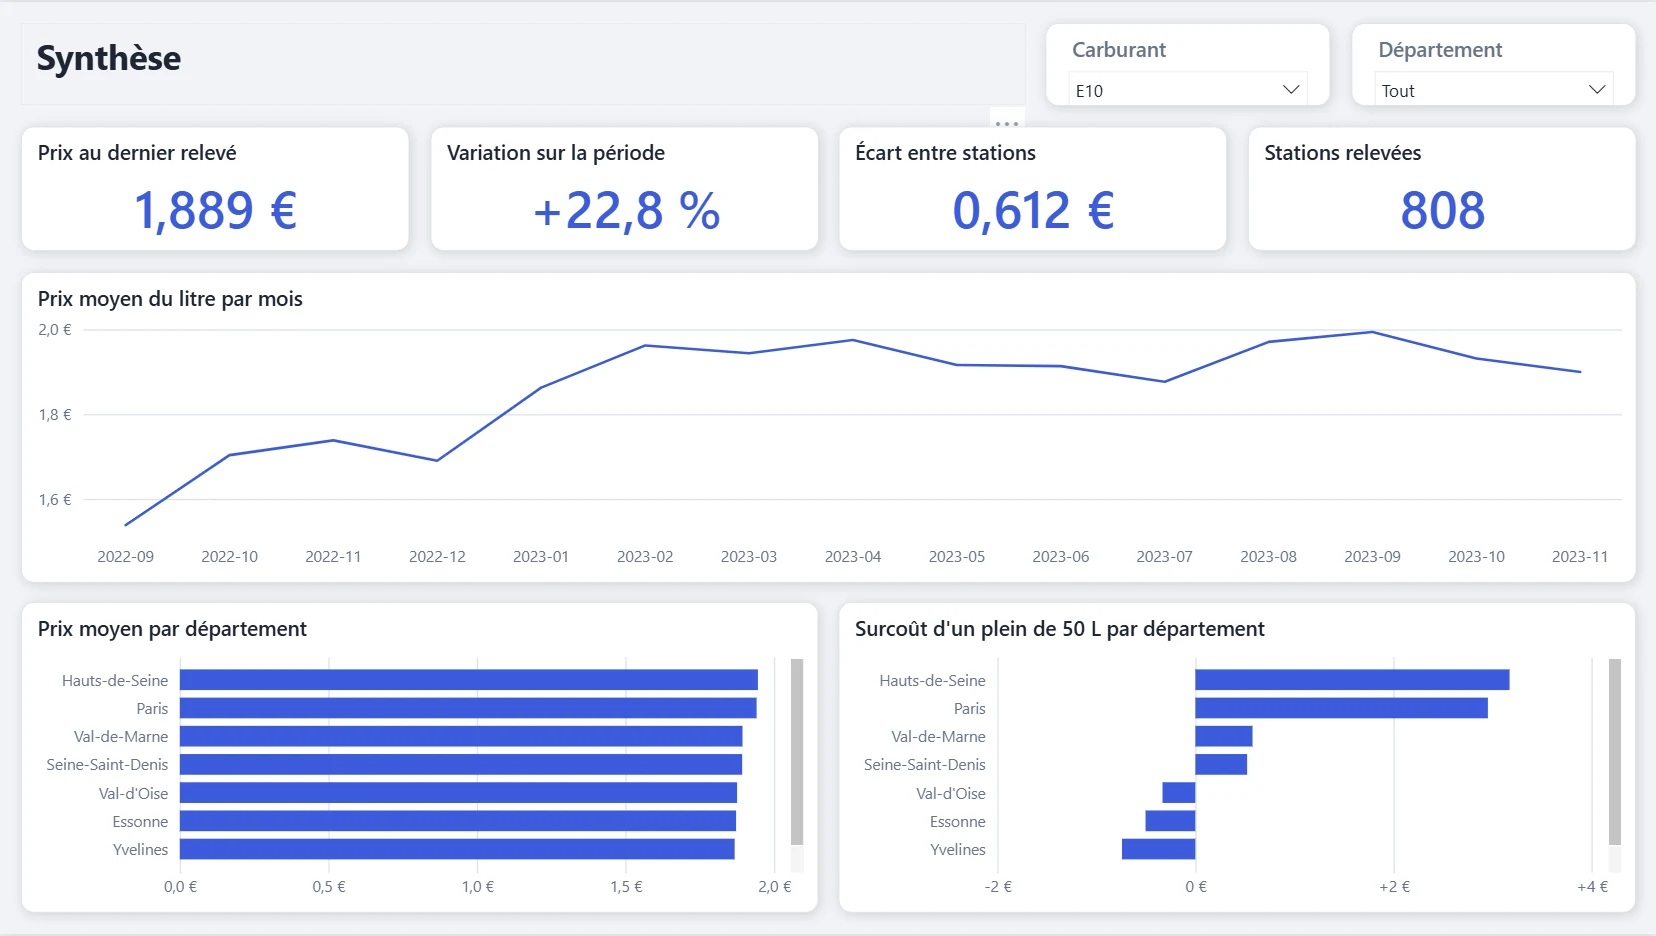 Synthèse
Carburant
E10
Département
Tout
Prix au dernier relevé
1,889 €
Variation sur la période
+22,8 %
Écart entre stations
0,612 €
Stations relevées
808
Prix moyen du litre par mois
2,0 €
1,8 €
1,6 €
2022-09 2022-10 2022-11 2022-12 2023-01 2023-02 2023-03 2023-04 2023-05 2023-06 2023-07 2023-08 2023-09 2023-10 2023-11
Prix moyen par département
Hauts-de-Seine
Paris
Val-de-Marne
Seine-Saint-Denis
Val-d'Oise
Essonne
Yvelines
0,0 € 0,5 € 1,0 € 1,5 € 2,0 €
Surcoût d'un plein de 50 L par département
Hauts-de-Seine
Paris
Val-de-Marne
Seine-Saint-Denis
Val-d'Oise
Essonne
Yvelines
-2 € 0 € +2 € +4 €